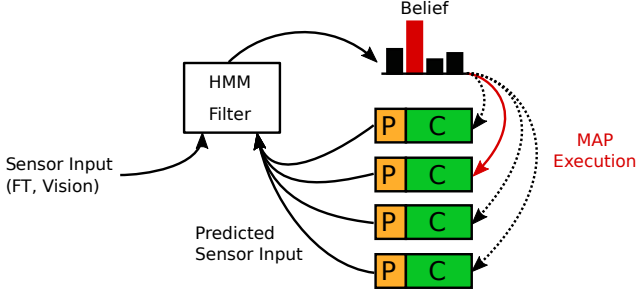 Belief
HMM
Filter
P C
P C
P C
P C
MAP
Execution
Sensor Input
(FT, Vision)
Predicted
Sensor Input